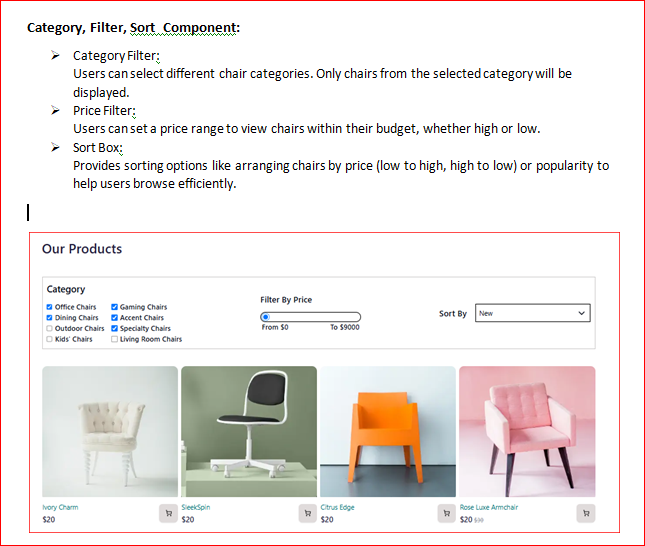 Category, Filter, Sort Component:
Category Filter:
Users can select different chair categories. Only chairs from the selected category will be
displayed.
Price Filter:
Users can set a price range to view chairs within their budget, whether high or low.
Sort Box:
Provides sorting options like arranging chairs by price (low to high, high to low) or popularity to
help users browse efficiently.
Our Products
Category
Office Chairs Gaming Chairs
Dining Chairs Accent Chairs
Outdoor Chairs Specialty Chairs
Kids' Chairs Living Room Chairs
Filter By Price
From $0 To $9000
Sort By New
Ivory Charm SleekSpin Citrus Edge Rose Luxe Armchair
$20 $20 $20 $20 $30